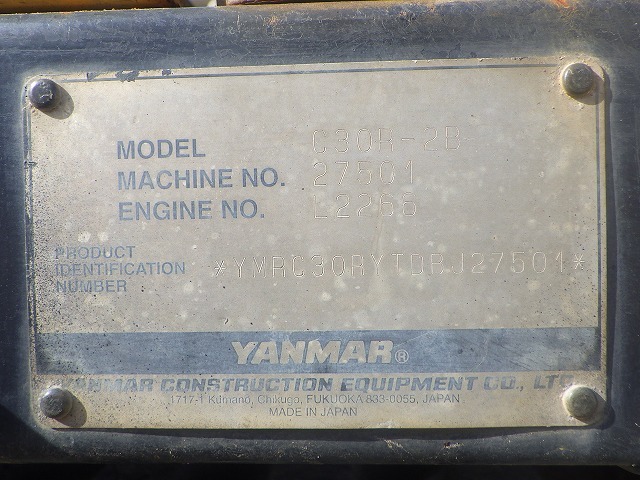 MODEL C30R-2B
MACHINE NO. 27501
ENGINE NO. L2266
PRODUCT IDENTIFICATION NUMBER *YMRC30RYTDRJ27501*
YANMAR®
YANMAR CONSTRUCTION EQUIPMENT CO., LTD.
1717-1 Kumano, Chikugo, FUKUOKA 833-0055, JAPAN
MADE IN JAPAN